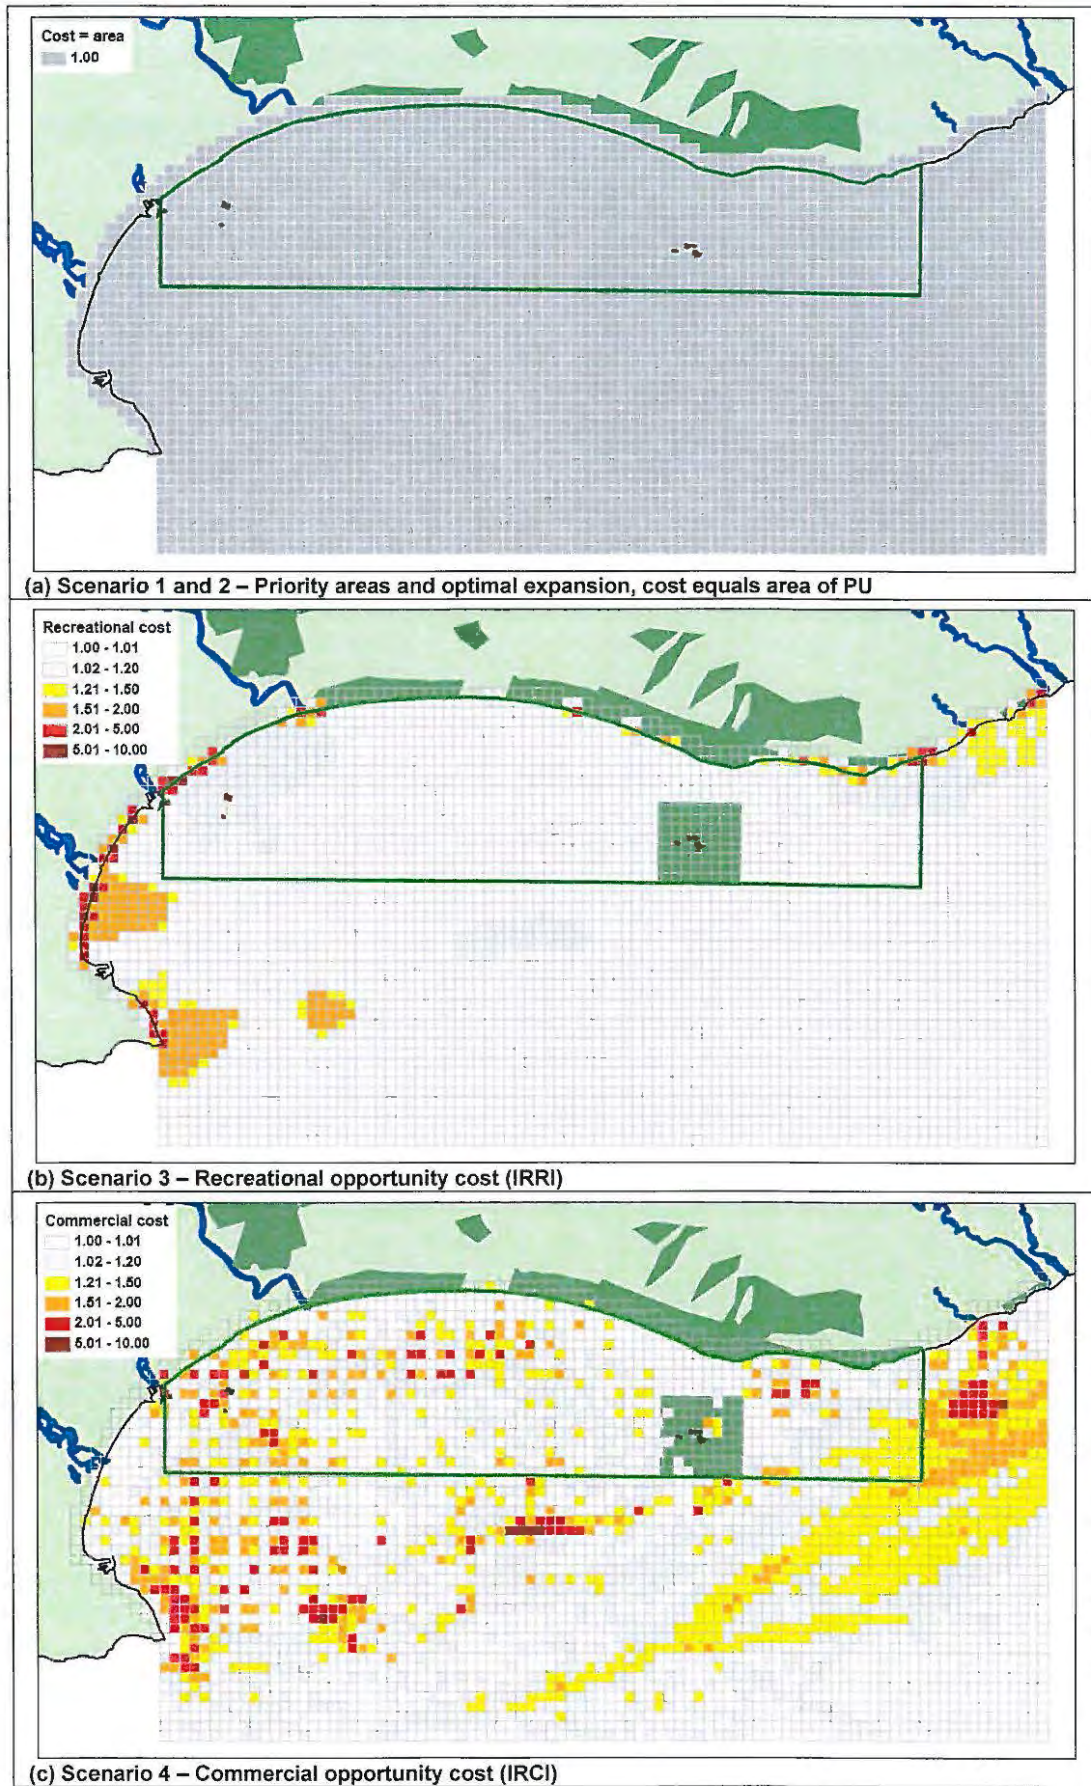 Cost = area
1.00
(a) Scenario 1 and 2 – Priority areas and optimal expansion, cost equals area of PU
Recreational cost
1.00 - 1.01
1.02 - 1.20
1.21 - 1.50
1.51 - 2.00
2.01 - 5.00
5.01 - 10.00
(b) Scenario 3 – Recreational opportunity cost (IRRI)
Commercial cost
1.00 - 1.01
1.02 - 1.20
1.21 - 1.50
1.51 - 2.00
2.01 - 5.00
5.01 - 10.00
(c) Scenario 4 – Commercial opportunity cost (IRCI)